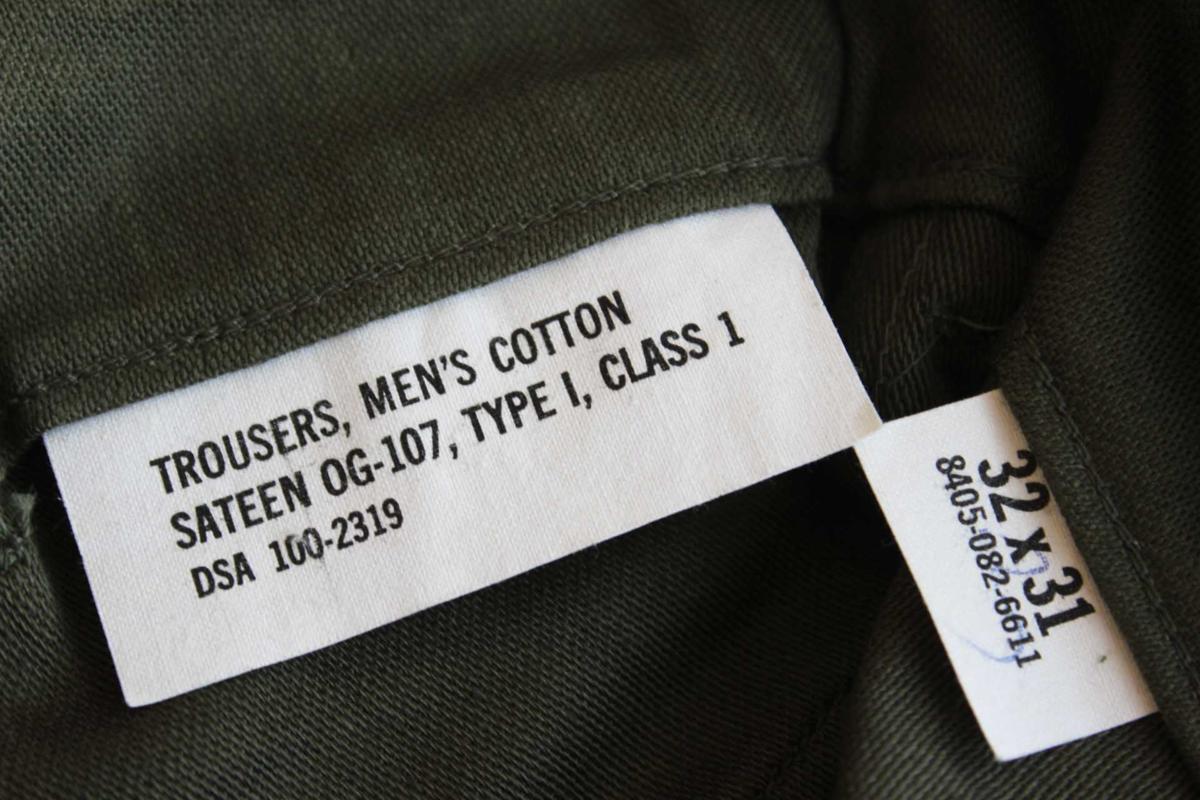 TROUSERS, MEN'S COTTON
SATEEN OG-107, TYPE I, CLASS 1
DSA 100-2319
32 x 31
8405-082-6611